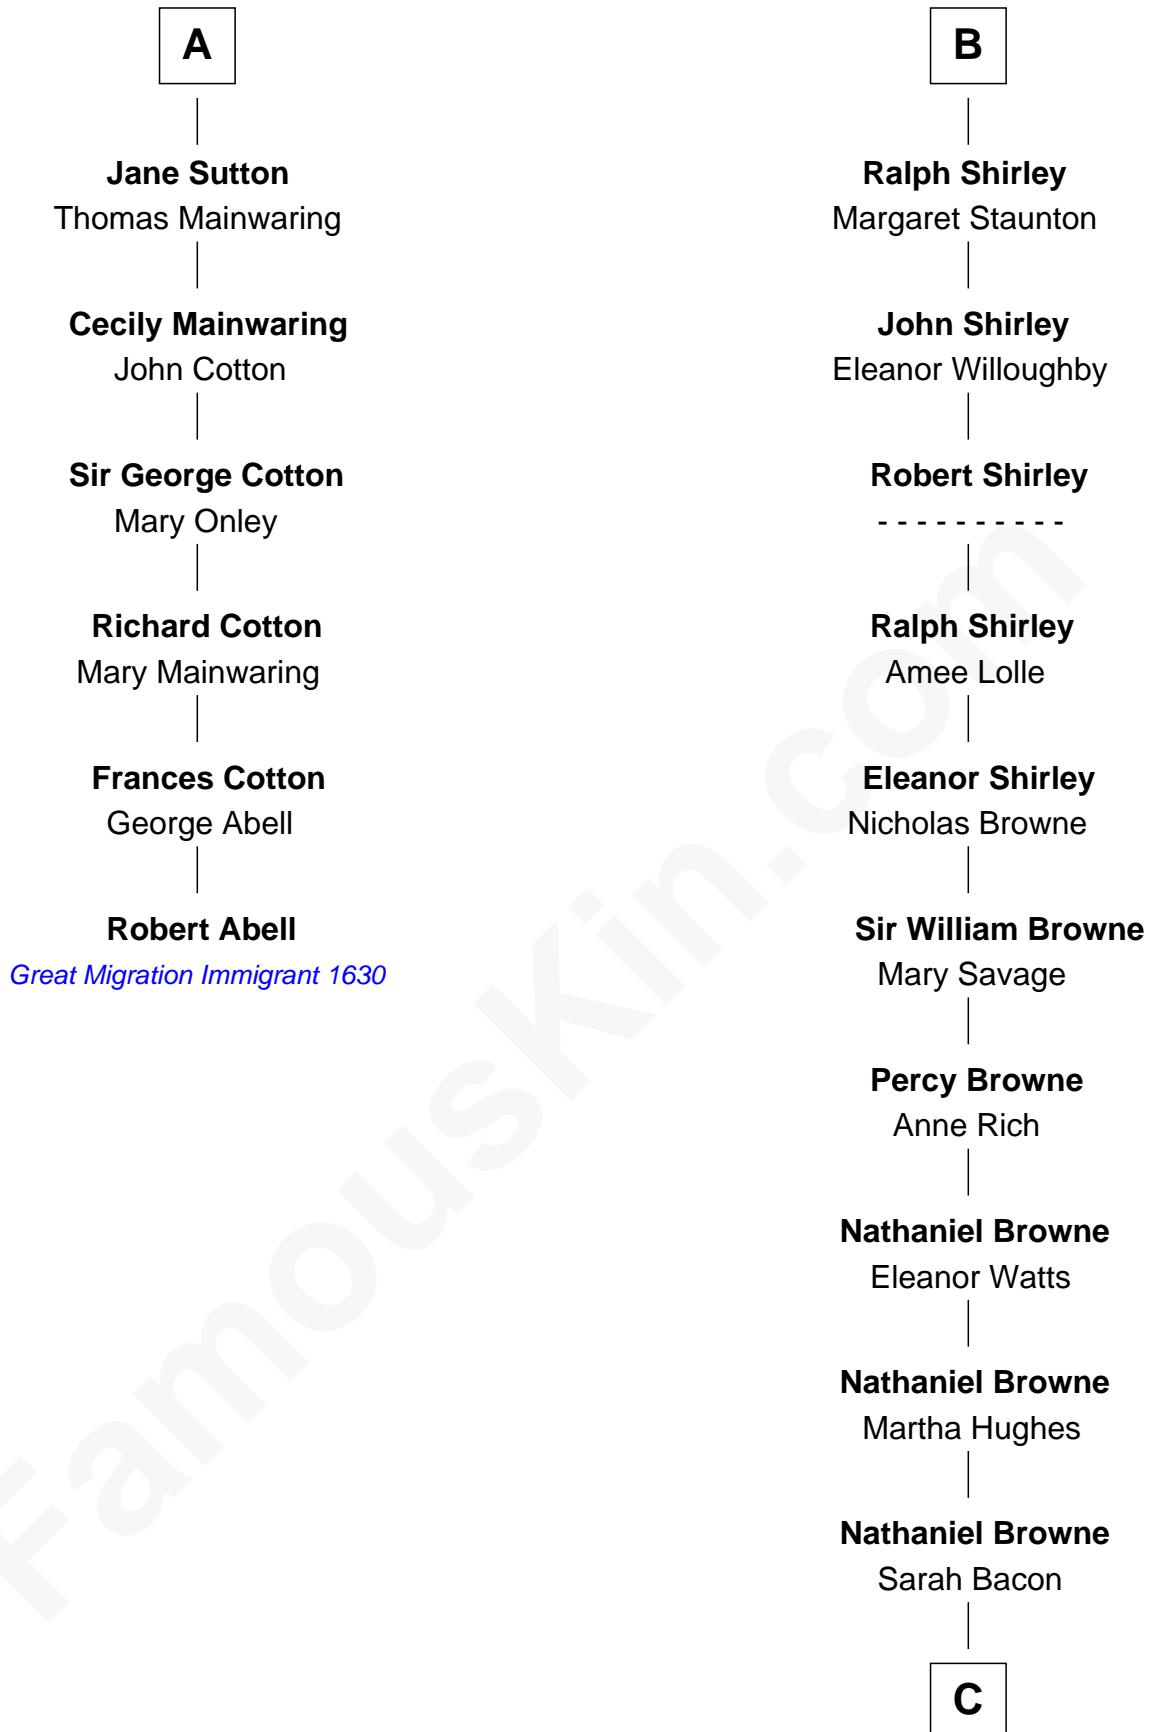 A
Jane Sutton
Thomas Mainwaring
Cecily Mainwaring
John Cotton
Sir George Cotton
Mary Onley
Richard Cotton
Mary Mainwaring
Frances Cotton
George Abell
Robert Abell
Great Migration Immigrant 1630
B
Ralph Shirley
Margaret Staunton
John Shirley
Eleanor Willoughby
Robert Shirley
- - - - - - - - - -
Ralph Shirley
Amee Lolle
Eleanor Shirley
Nicholas Browne
Sir William Browne
Mary Savage
Percy Browne
Anne Rich
Nathaniel Browne
Eleanor Watts
Nathaniel Browne
Martha Hughes
Nathaniel Browne
Sarah Bacon
C
FamousKin.com